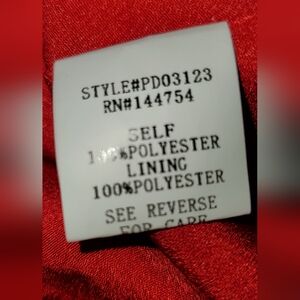 STYLE#PD03123
RN#144754
SELF
100%POLYESTER
LINING
100%POLYESTER
SEE REVERSE
FOR CARE